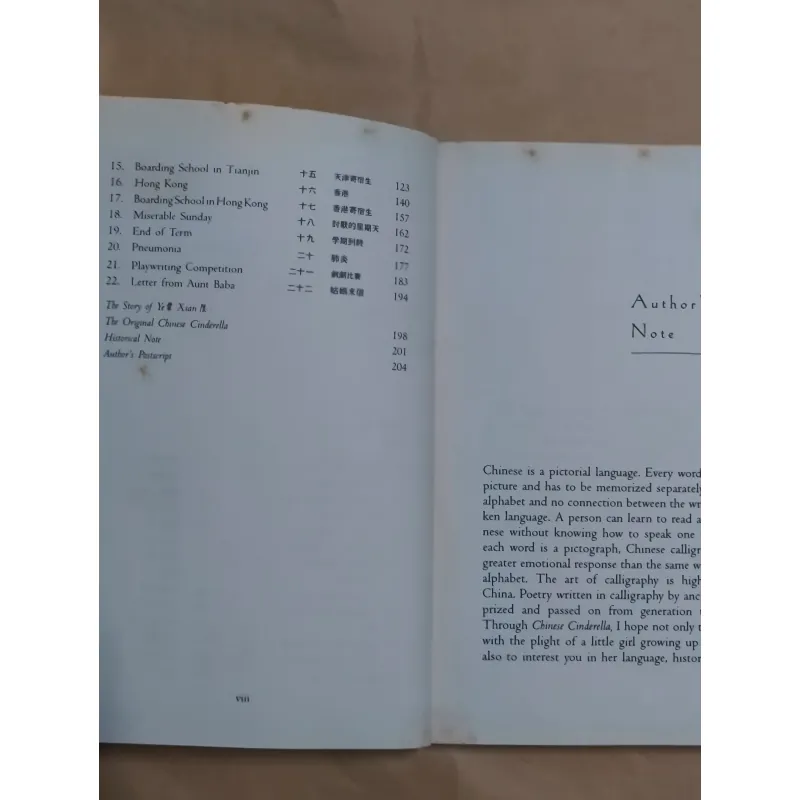 15. Boarding School in Tianjin 十五 天津寄宿生 123
16. Hong Kong 十六 香港 140
17. Boarding School in Hong Kong 十七 香港寄宿生 157
18. Miserable Sunday 十八 討厭的星期天 162
19. End of Term 十九 172
20. Pneumonia 二十 肺炎 177
21. Playwriting Competition 二十一 183
22. Letter from Aunt Baba 二十二 姑媽來信 194
The Story of Ye Xian
The Original Chinese Cinderella 198
Historical Note 201
Author's Postscript 204
viii
Author'
Note
Chinese is a pictorial language. Every word
picture and has to be memorized separately
alphabet and no connection between the wr
ken language. A person can learn to read a
nese without knowing how to speak one
each word is a pictograph, Chinese calligr
greater emotional response than the same w
alphabet. The art of calligraphy is high
China. Poetry written in calligraphy by anc
prized and passed on from generation
Through Chinese Cinderella, I hope not only t
with the plight of a little girl growing up
also to interest you in her language, histor